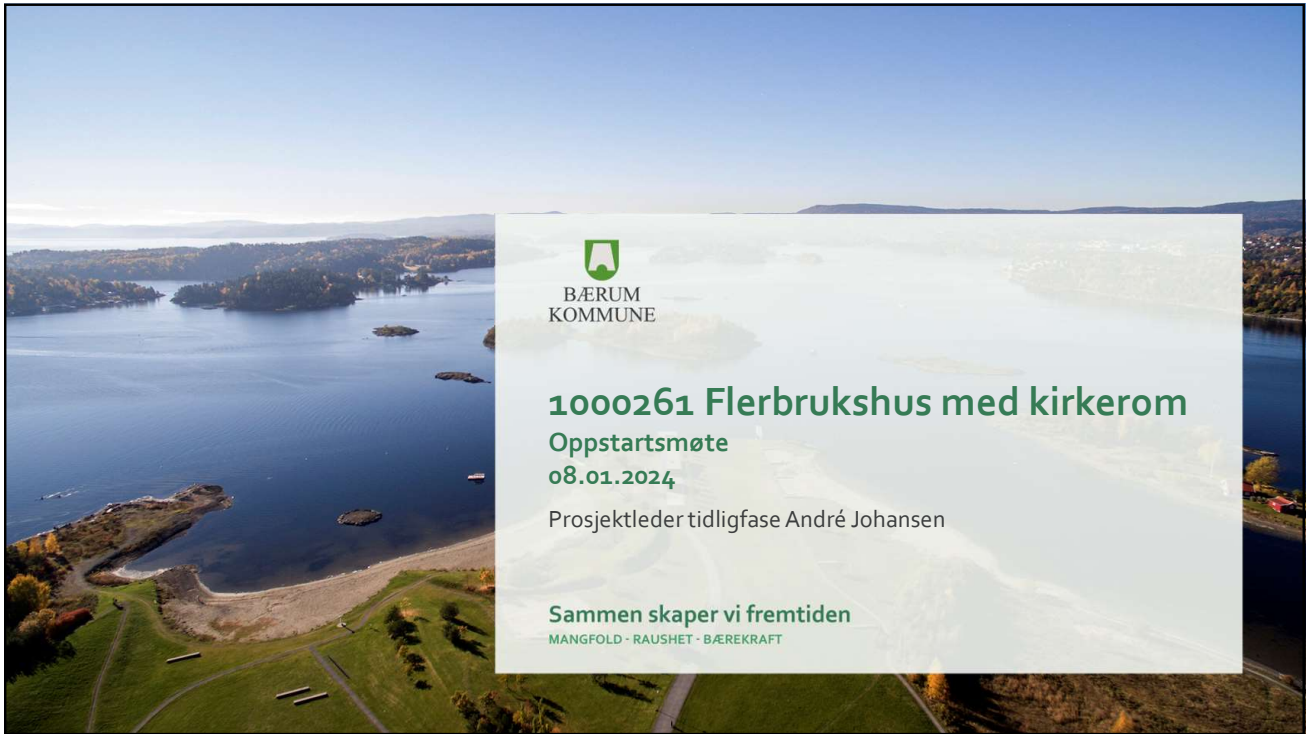 BÆRUM
KOMMUNE
1000261 Flerbrukshus med kirkerom
Oppstartsmøte
08.01.2024
Prosjektleder tidligfase André Johansen
Sammen skaper vi fremtiden
MANGFOLD - RAUSHET - BÆREKRAFT